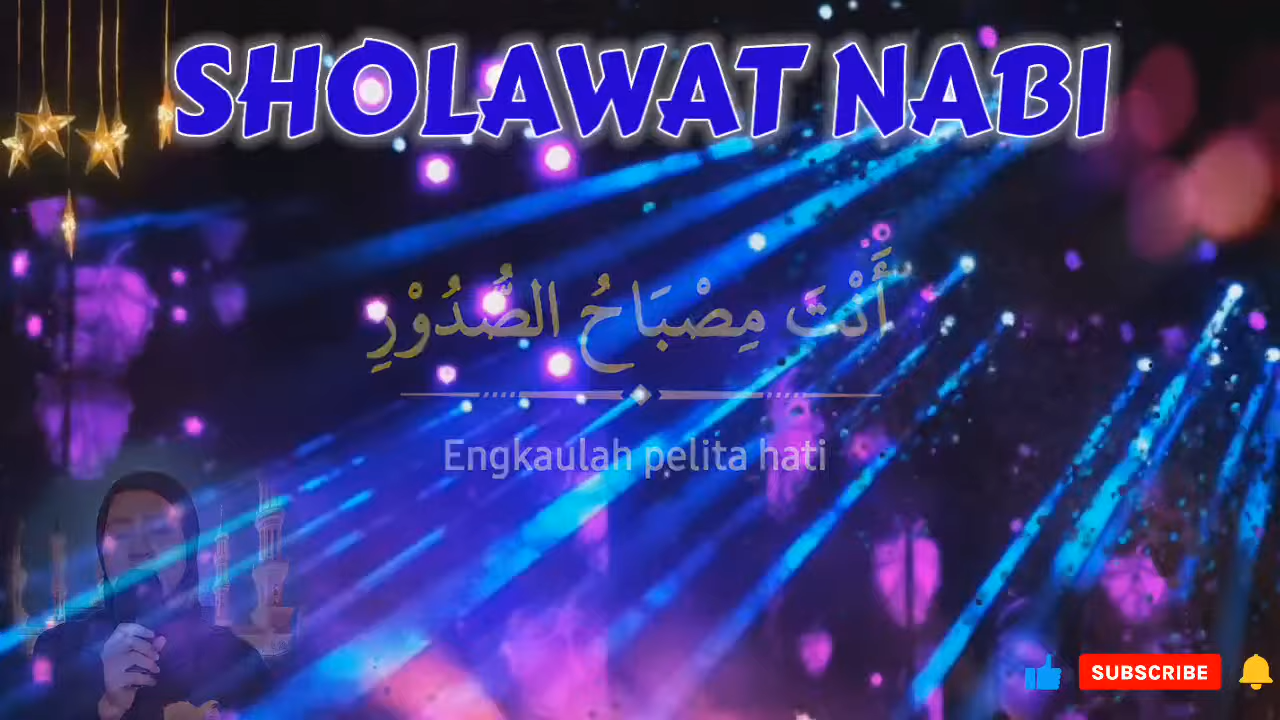 SHOLAWAT NABI
أَنْتَ مِصْبَاحُ الصُّدُوْرِ
Engkaulah pelita hati
SUBSCRIBE